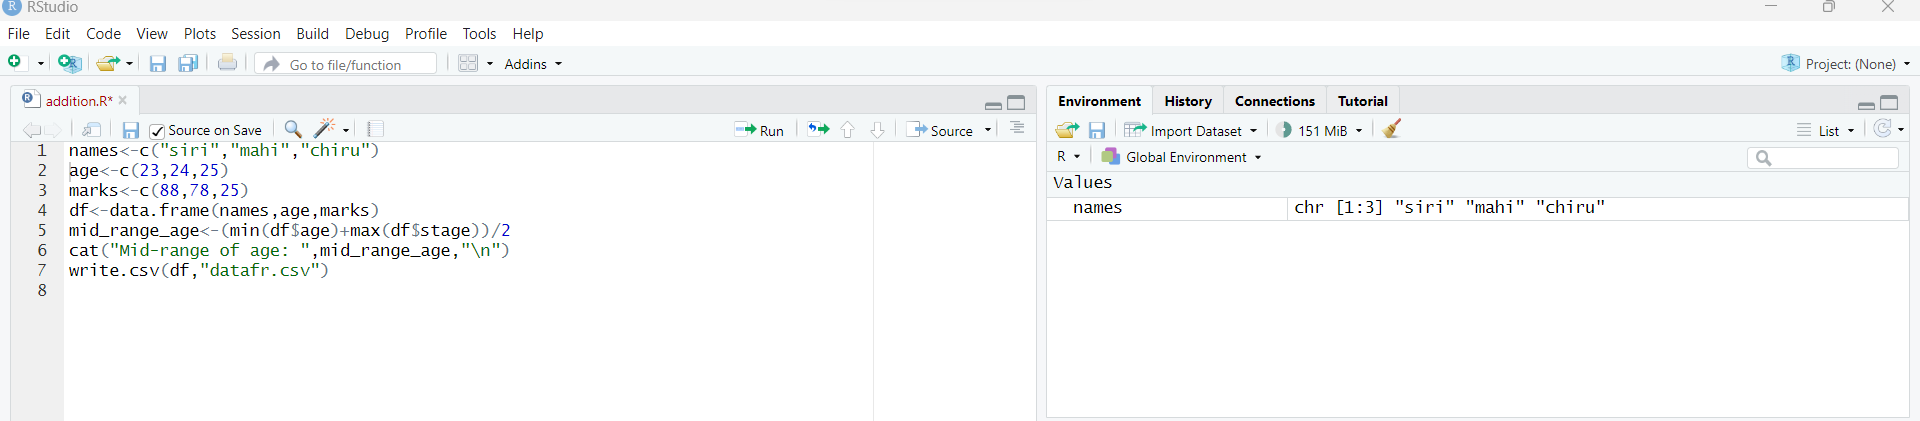 RStudio
File Edit Code View Plots Session Build Debug Profile Tools Help
Go to file/function Addins Project: (None)
addition.R*
Source on Save Run Source
1 names<-c("siri","mahi","chiru")
2 age<-c(23,24,25)
3 marks<-c(88,78,25)
4 df<-data.frame(names,age,marks)
5 mid_range_age<-(min(df$age)+max(df$stage))/2
6 cat("Mid-range of age: ",mid_range_age,"\n")
7 write.csv(df,"datafr.csv")
8
Environment History Connections Tutorial
Import Dataset 151 MiB List
R Global Environment
Values
names chr [1:3] "siri" "mahi" "chiru"